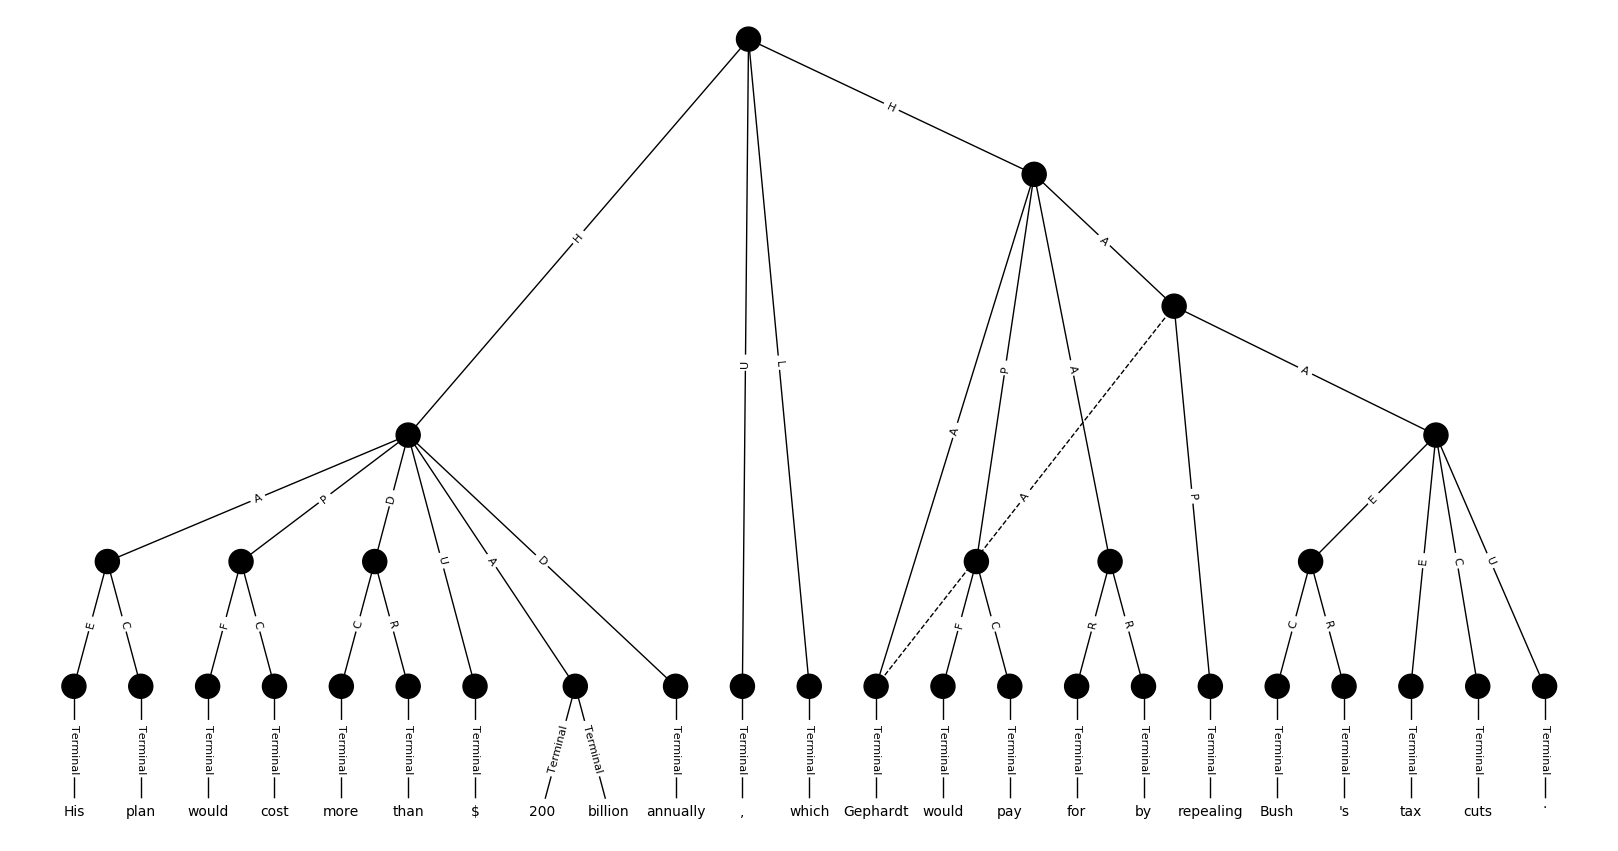 H
H
A
U
L
P
A
A
A
A
P
D
A
P
E
U
A
D
E
C
U
E
C
F
C
C
R
F
C
R
R
C
R
Terminal Terminal Terminal Terminal Terminal Terminal Terminal Terminal Terminal Terminal Terminal Terminal Terminal Terminal Terminal Terminal Terminal Terminal Terminal Terminal Terminal Terminal Terminal
His plan would cost more than $ 200 billion annually , which Gephardt would pay for by repealing Bush 's tax cuts .